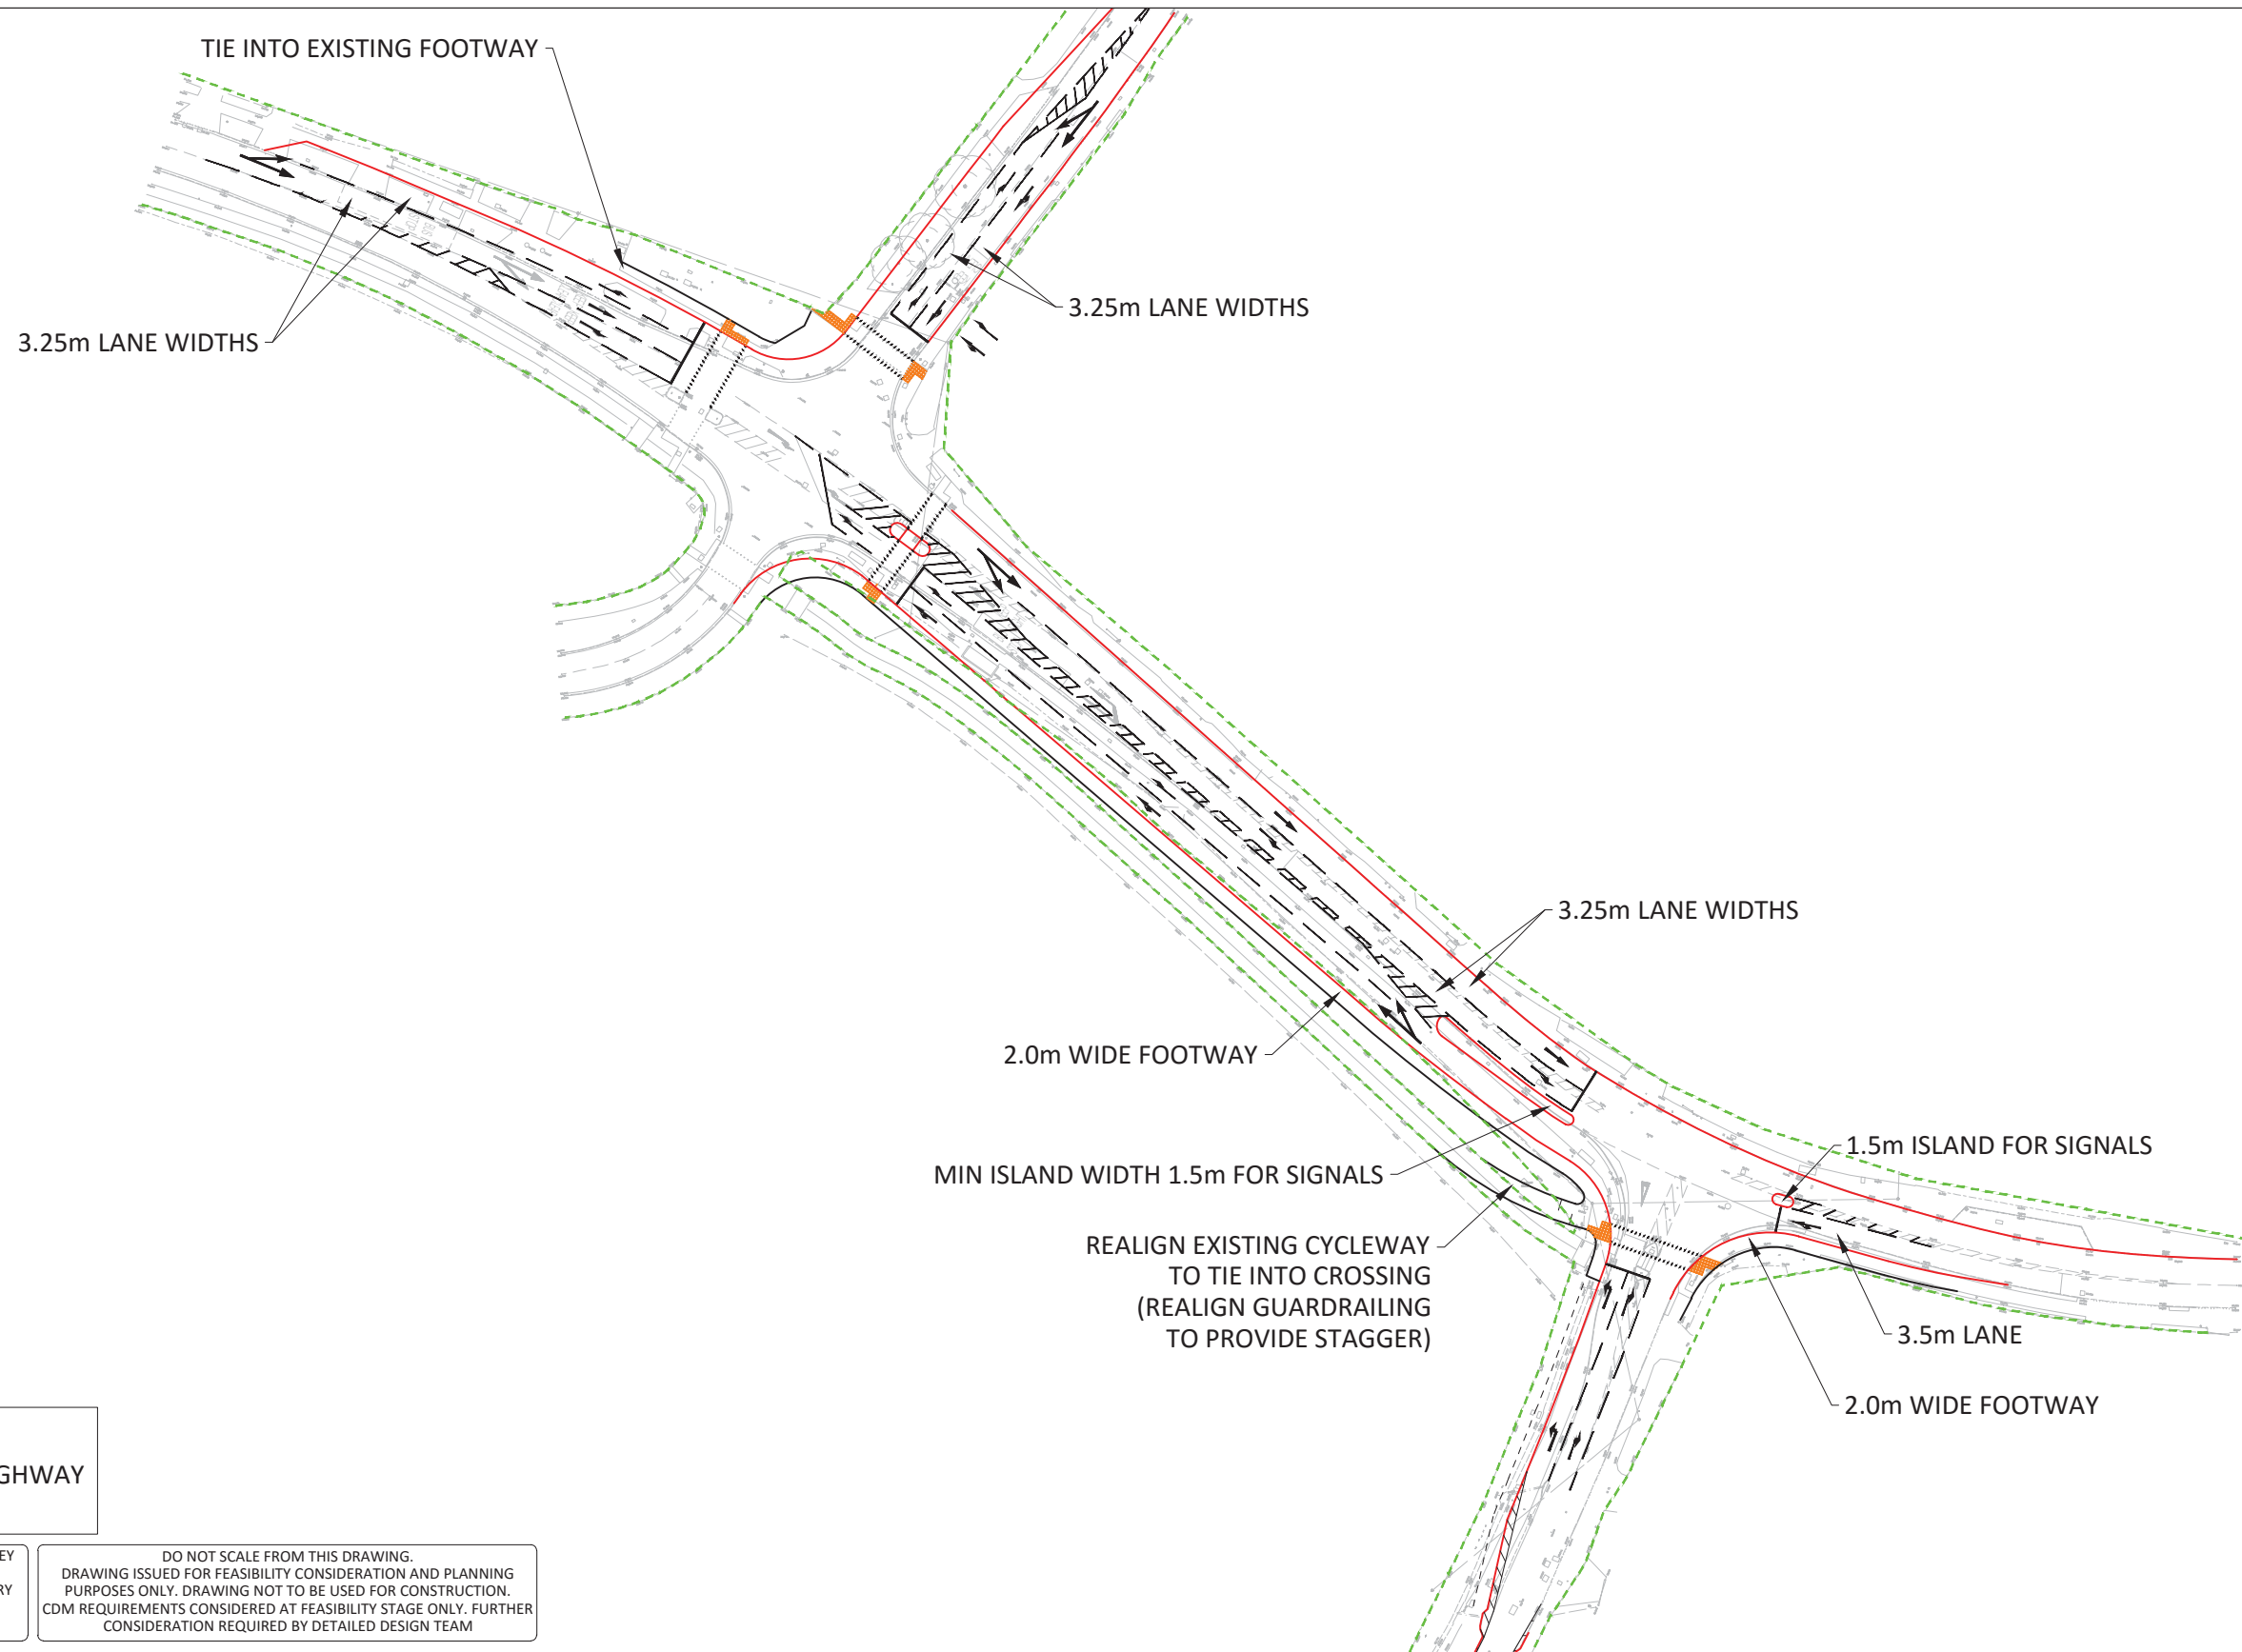 TIE INTO EXISTING FOOTWAY
3.25m LANE WIDTHS
3.25m LANE WIDTHS
3.25m LANE WIDTHS
2.0m WIDE FOOTWAY
MIN ISLAND WIDTH 1.5m FOR SIGNALS
1.5m ISLAND FOR SIGNALS
REALIGN EXISTING CYCLEWAY
TO TIE INTO CROSSING
(REALIGN GUARDRAILING
TO PROVIDE STAGGER)
3.5m LANE
2.0m WIDE FOOTWAY
GHWAY
EY
RY
DO NOT SCALE FROM THIS DRAWING.
DRAWING ISSUED FOR FEASIBILITY CONSIDERATION AND PLANNING
PURPOSES ONLY. DRAWING NOT TO BE USED FOR CONSTRUCTION.
CDM REQUIREMENTS CONSIDERED AT FEASIBILITY STAGE ONLY. FURTHER
CONSIDERATION REQUIRED BY DETAILED DESIGN TEAM